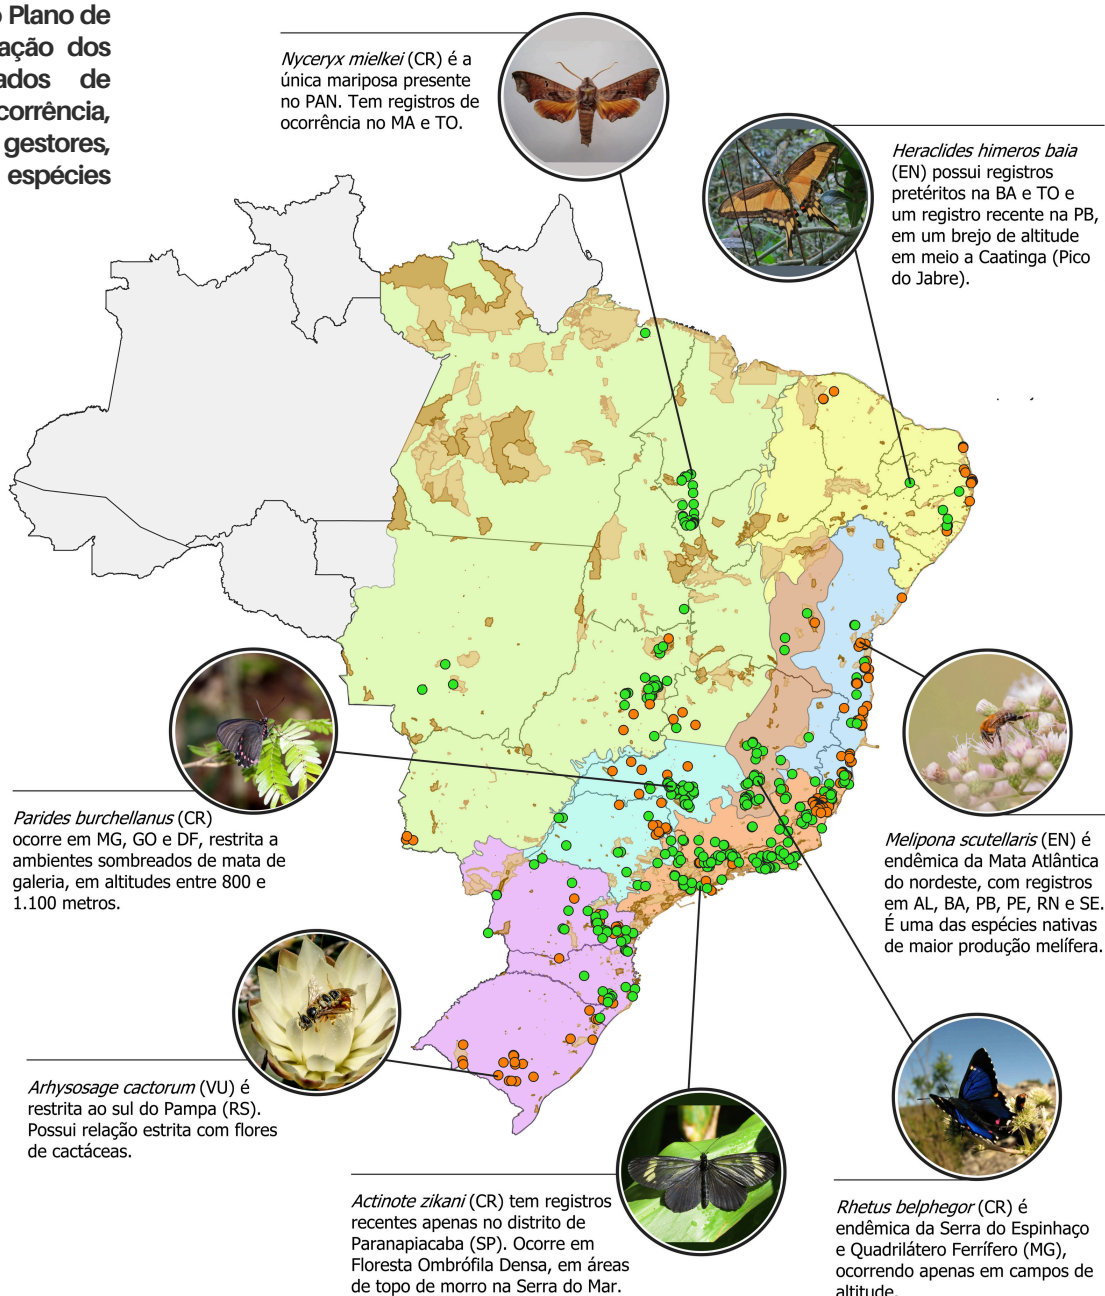 o Plano de
ação dos
ados de
corrência,
gestores,
espécies
Nyceryx mielkei (CR) é a
única mariposa presente
no PAN. Tem registros de
ocorrência no MA e TO.
Heraclides himeros baia
(EN) possui registros
pretéritos na BA e TO e
um registro recente na PB,
em um brejo de altitude
em meio a Caatinga (Pico
do Jabre).
Parides burchellanus (CR)
ocorre em MG, GO e DF, restrita a
ambientes sombreados de mata de
galeria, em altitudes entre 800 e
1.100 metros.
Melipona scutellaris (EN) é
endêmica da Mata Atlântica
do nordeste, com registros
em AL, BA, PB, PE, RN e SE.
É uma das espécies nativas
de maior produção melífera.
Arhysosage cactorum (VU) é
restrita ao sul do Pampa (RS).
Possui relação estrita com flores
de cactáceas.
Actinote zikani (CR) tem registros
recentes apenas no distrito de
Paranapiacaba (SP). Ocorre em
Floresta Ombrófila Densa, em áreas
de topo de morro na Serra do Mar.
Rhetus belphegor (CR) é
endêmica da Serra do Espinhaço
e Quadrilátero Ferrífero (MG),
ocorrendo apenas em campos de
altitude.